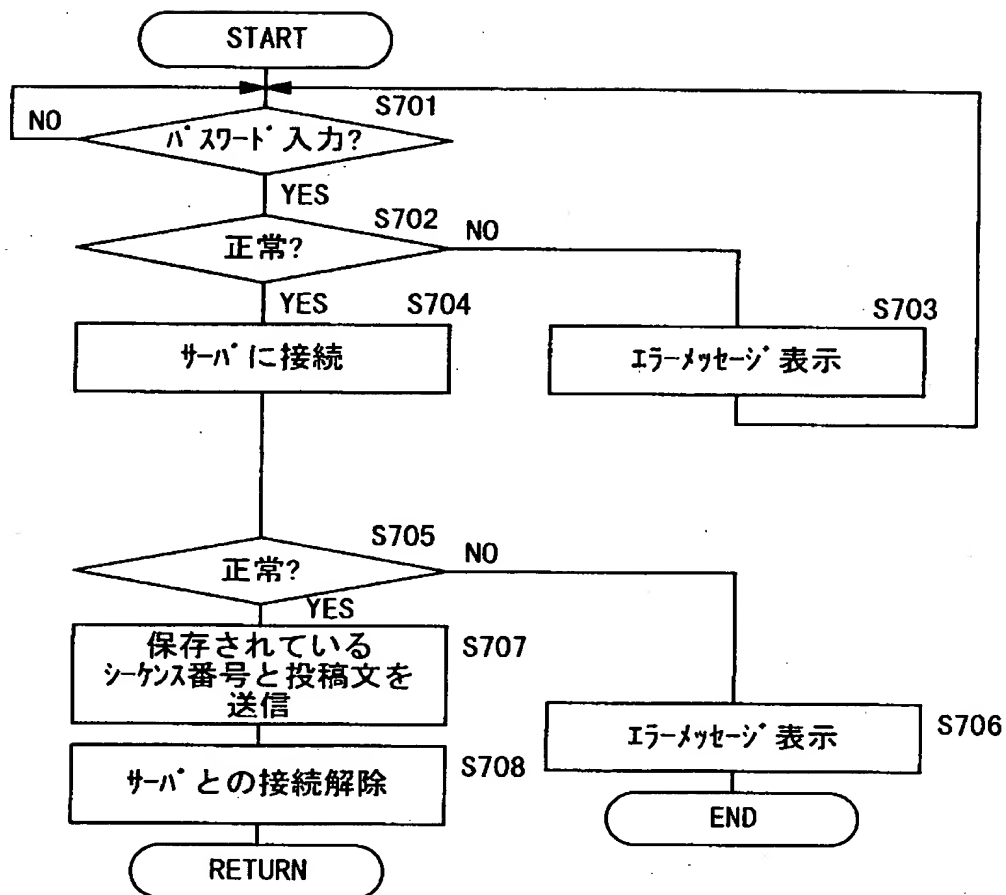 START
S701
NO
パスワード入力?
YES
S702
NO
正常?
YES
S704
S703
サーバに接続
エラーメッセージ表示
S705
NO
正常?
YES
保存されている
シーケンス番号と投稿文を
送信
S707
エラーメッセージ表示
S706
サーバとの接続解除
S708
END
RETURN